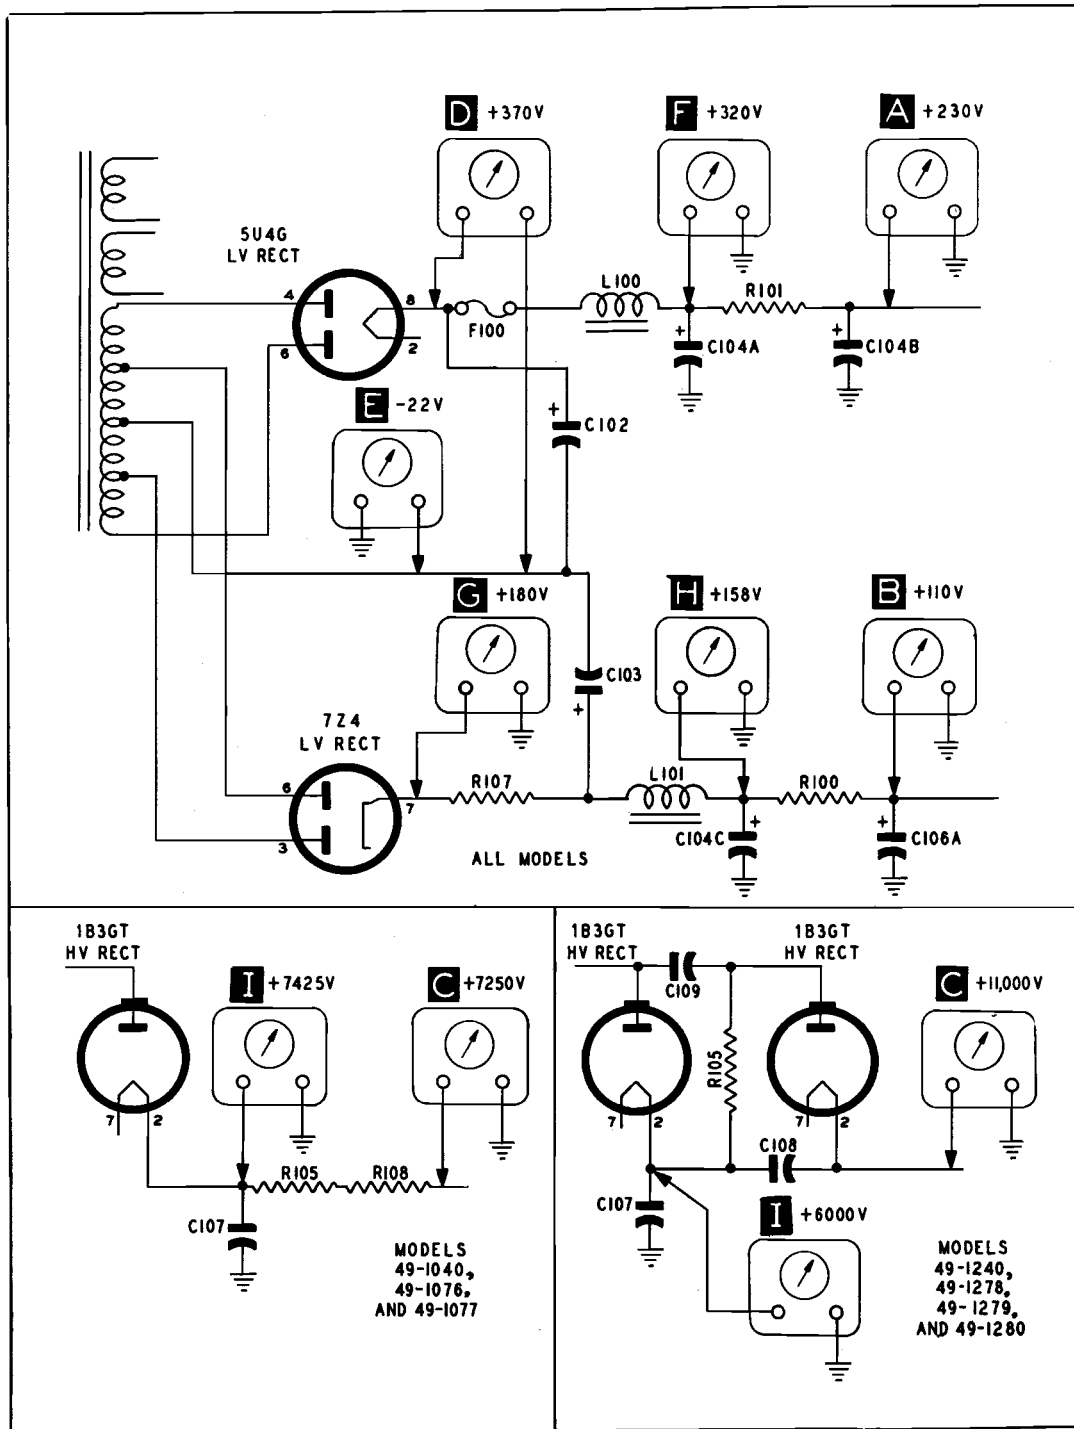 D +370V
F +320V
A +230V
5U4G
LV RECT
4
8
6
2
F100
L100
R101
+
C104A
+
C104B
E -22V
+
C102
G +180V
H +158V
B +110V
C103
+
7Z4
LV RECT
6
7
3
R107
L101
R100
+
C104C
+
C106A
ALL MODELS
1B3GT
HV RECT
I +7425V
C +7250V
7
2
R105
R108
C107
MODELS
49-1040,
49-1076,
AND 49-1077
1B3GT
HV RECT
1B3GT
HV RECT
C109
C +11,000V
R105
7
2
7
2
C108
C107
I +6000V
MODELS
49-1240,
49-1278,
49-1279,
AND 49-1280